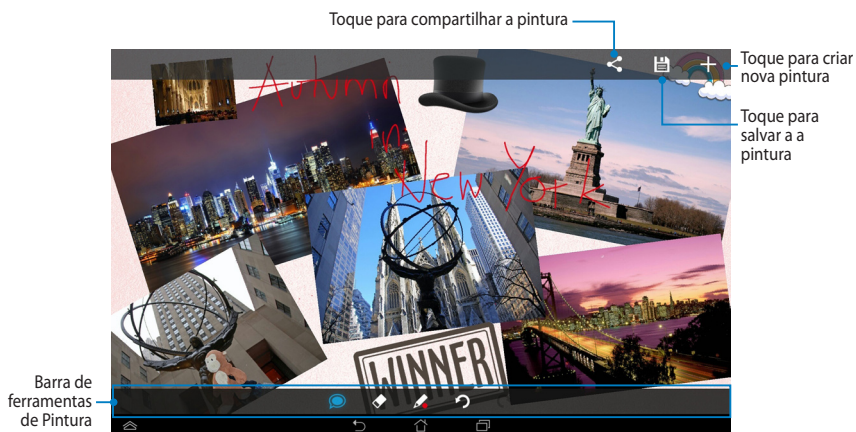 Toque para compartilhar a pintura
Toque para criar
nova pintura
Toque para
salvar a a
pintura
Autumn
in
New York
WINNER
Barra de
ferramentas
de Pintura